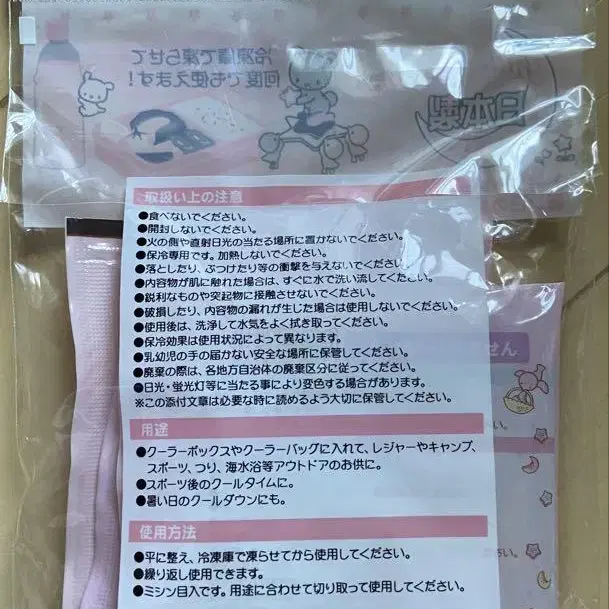 冷凍庫で凍らせて
何度でも使えます！
日本製
取扱い上の注意
●食べないでください。
●開封しないでください。
●火の側や直射日光の当たる場所に置かないでください。
●保冷専用です。加熱しないでください。
●落としたり、ぶつけたり等の衝撃を与えないでください。
●内容物が肌に触れた場合は、すぐに水で洗い流してください。
●鋭利なものや突起物に接触させないでください。
●破損したり、内容物の漏れが生じた場合は使用しないでください。
●使用後は、洗浄して水気をよく拭き取ってください。
●保冷効果は使用状況によって異なります。
●乳幼児の手の届かない安全な場所に保管してください。
●廃棄の際は、各地方自治体の廃棄区分に従ってください。
●日光・蛍光灯等に当たる事により変色する場合があります。
※この添付文章は必要な時に読めるよう大切に保管してください。
せん
用途
●クーラーボックスやクーラーバッグに入れて、レジャーやキャンプ、
スポーツ、つり、海水浴等アウトドアのお供に。
●スポーツ後のクールタイムに。
●暑い日のクールダウンにも。
使用方法
●平に整え、冷凍庫で凍らせてから使用してください。
●繰り返し使用できます。
●ミシン目入です。用途に合わせて切り取って使用してください。